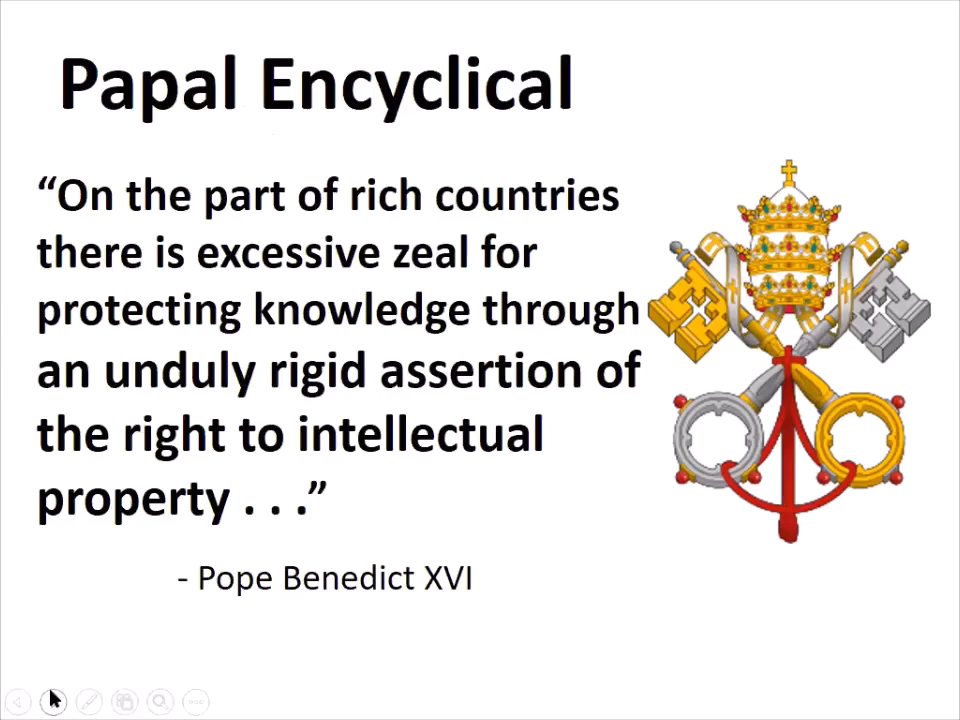 Papal Encyclical
“On the part of rich countries
there is excessive zeal for
protecting knowledge through
an unduly rigid assertion of
the right to intellectual
property . . .”
- Pope Benedict XVI